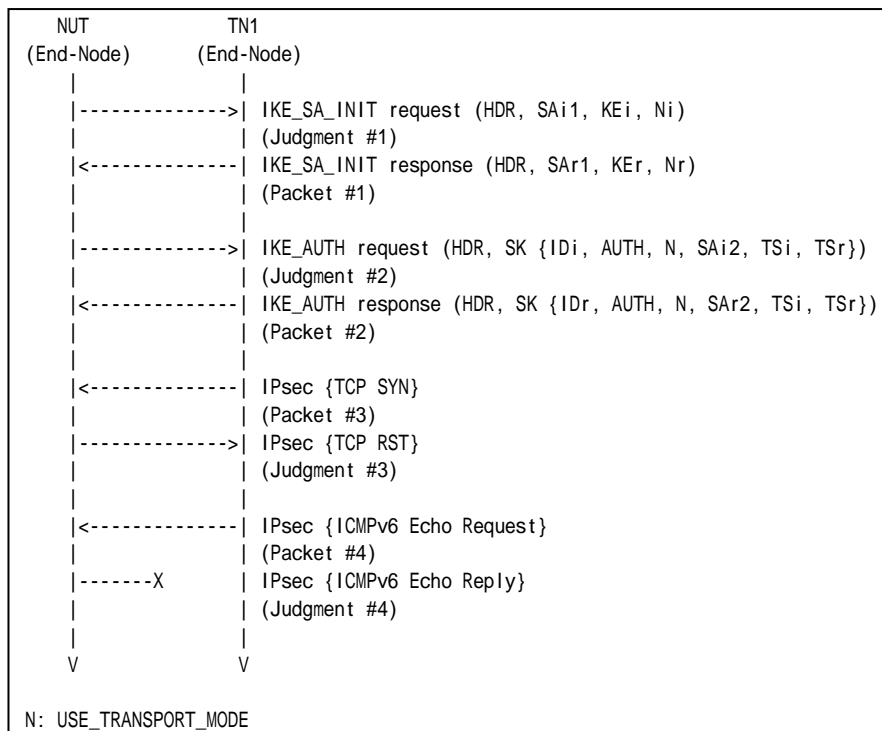 NUT TN1
(End-Node) (End-Node)
| |
|-------------->| IKE_SA_INIT request (HDR, SAi1, KEi, Ni)
| | (Judgment #1)
|<--------------| IKE_SA_INIT response (HDR, SAr1, KEr, Nr)
| | (Packet #1)
| |
|-------------->| IKE_AUTH request (HDR, SK {IDi, AUTH, N, SAi2, TSi, TSr})
| | (Judgment #2)
|<--------------| IKE_AUTH response (HDR, SK {IDr, AUTH, N, SAr2, TSi, TSr})
| | (Packet #2)
| |
|<--------------| IPsec {TCP SYN}
| | (Packet #3)
|-------------->| IPsec {TCP RST}
| | (Judgment #3)
| |
|<--------------| IPsec {ICMPv6 Echo Request}
| | (Packet #4)
|-------X | IPsec {ICMPv6 Echo Reply}
| | (Judgment #4)
| |
V V
N: USE_TRANSPORT_MODE